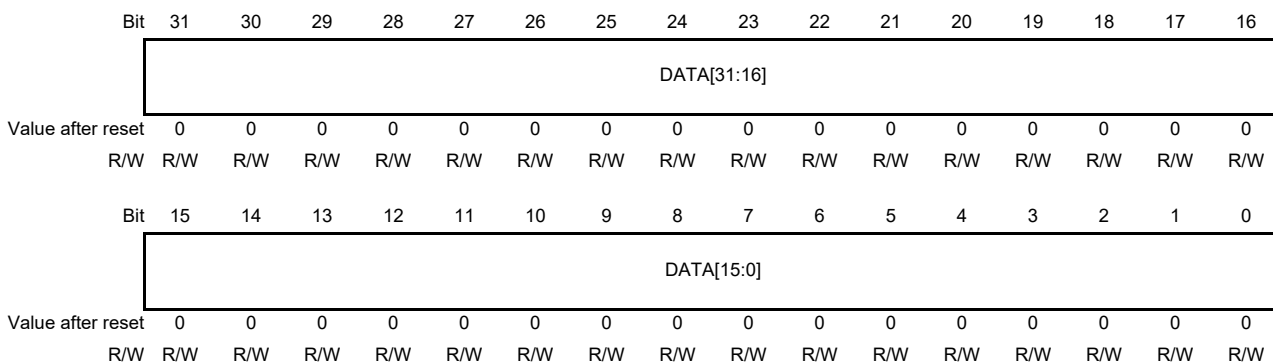 Bit 31 30 29 28 27 26 25 24 23 22 21 20 19 18 17 16
DATA[31:16]
Value after reset 0 0 0 0 0 0 0 0 0 0 0 0 0 0 0 0
R/W R/W R/W R/W R/W R/W R/W R/W R/W R/W R/W R/W R/W R/W R/W R/W R/W
Bit 15 14 13 12 11 10 9 8 7 6 5 4 3 2 1 0
DATA[15:0]
Value after reset 0 0 0 0 0 0 0 0 0 0 0 0 0 0 0 0
R/W R/W R/W R/W R/W R/W R/W R/W R/W R/W R/W R/W R/W R/W R/W R/W R/W